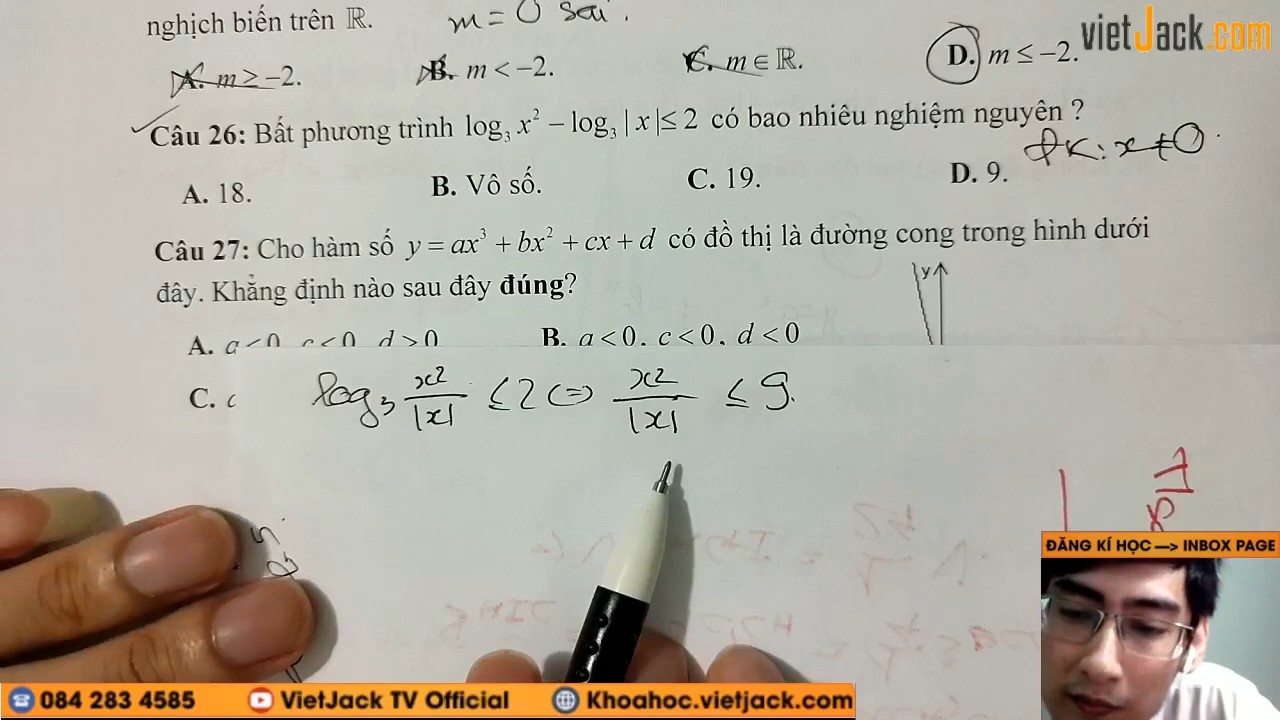 nghịch biến trên ℝ. m = 0 sai.
vietJack.com
A. m ≥ −2. B. m < −2. C. m ∈ ℝ. D. m ≤ −2.
Câu 26: Bất phương trình log₃ x² − log₃ |x| ≤ 2 có bao nhiêu nghiệm nguyên ?
đk: x ≠ 0.
A. 18. B. Vô số. C. 19. D. 9.
Câu 27: Cho hàm số y = ax³ + bx² + cx + d có đồ thị là đường cong trong hình dưới
đây. Khẳng định nào sau đây đúng? y
A. a < 0, c < 0, d > 0 B. a < 0, c < 0, d < 0
C.
log₃ x²/|x| ≤ 2 ⇔ x²/|x| ≤ 9.
ĐĂNG KÍ HỌC —> INBOX PAGE
084 283 4585 VietJack TV Official Khoahoc.vietjack.com